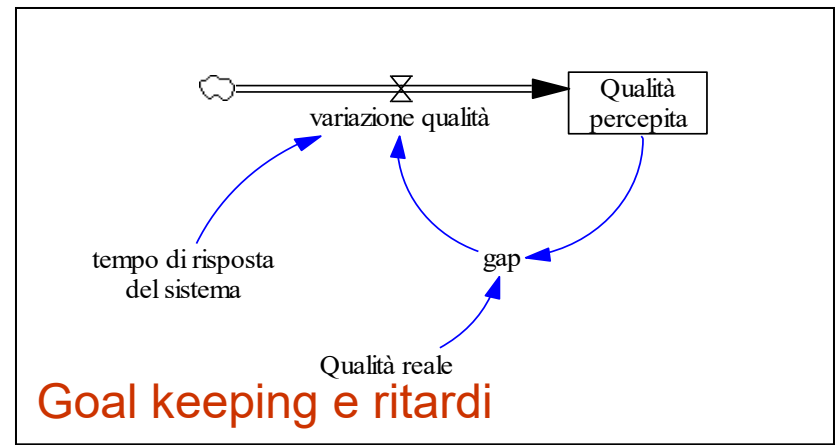 Qualità
percepita
variazione qualità
tempo di risposta
del sistema
gap
Qualità reale
Goal keeping e ritardi